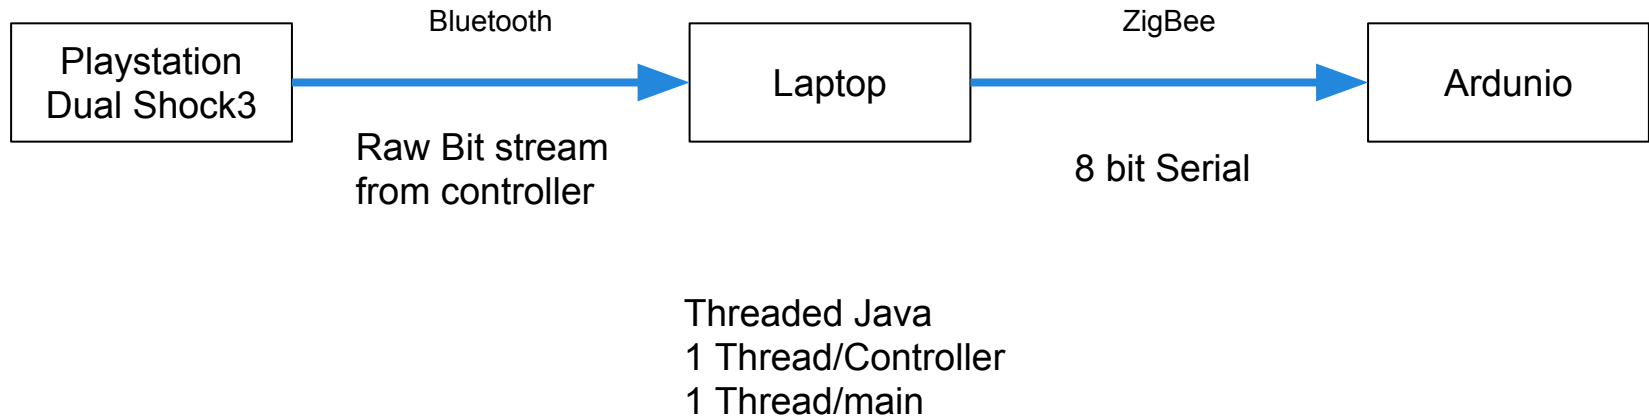 Bluetooth
ZigBee
Playstation
Dual Shock3
Laptop
Ardunio
Raw Bit stream
from controller
8 bit Serial
Threaded Java
1 Thread/Controller
1 Thread/main